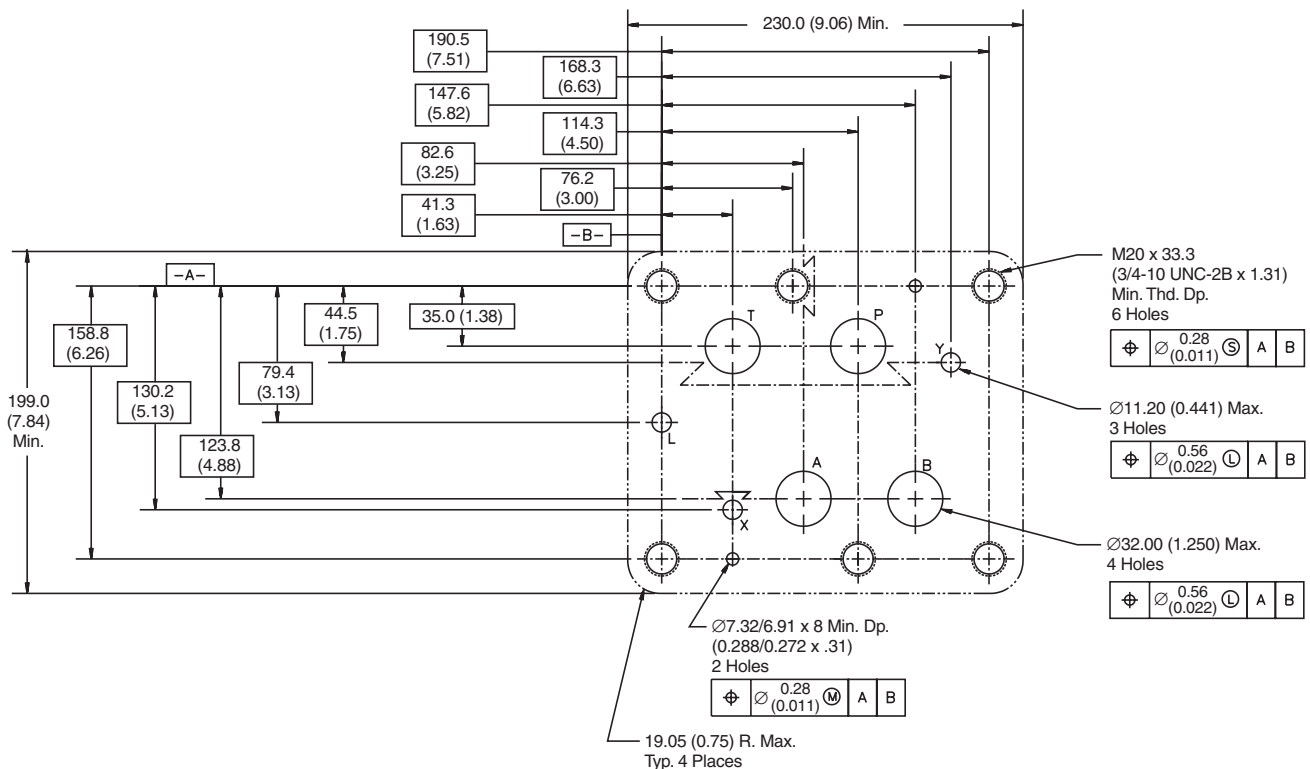 230.0 (9.06) Min.
190.5
(7.51)
168.3
(6.63)
147.6
(5.82)
114.3
(4.50)
82.6
(3.25)
76.2
(3.00)
41.3
(1.63)
-B-
-A-
M20 x 33.3
(3/4-10 UNC-2B x 1.31)
Min. Thd. Dp.
6 Holes
⌖ ∅ 0.28 Ⓢ A B
(0.011)
T
P
Y
35.0 (1.38)
44.5
(1.75)
79.4
(3.13)
158.8
(6.26)
130.2
(5.13)
199.0
(7.84)
Min.
123.8
(4.88)
L
A
B
X
∅11.20 (0.441) Max.
3 Holes
⌖ ∅ 0.56 Ⓛ A B
(0.022)
∅32.00 (1.250) Max.
4 Holes
⌖ ∅ 0.56 Ⓛ A B
(0.022)
∅7.32/6.91 x 8 Min. Dp.
(0.288/0.272 x .31)
2 Holes
⌖ ∅ 0.28 Ⓜ A B
(0.011)
19.05 (0.75) R. Max.
Typ. 4 Places